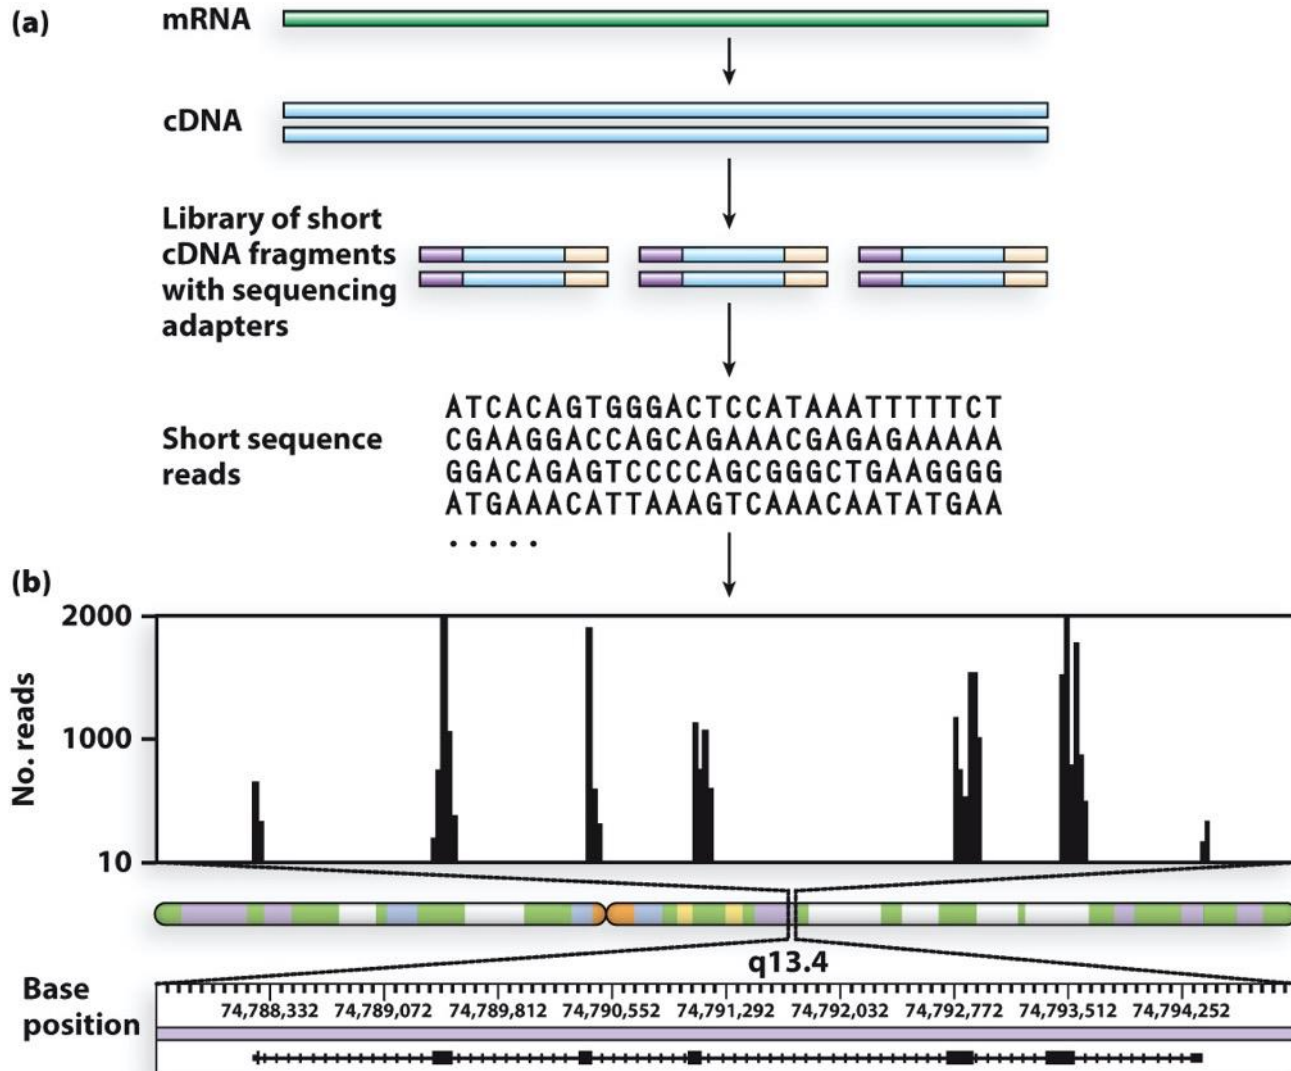 (a)
mRNA
cDNA
Library of short
cDNA fragments
with sequencing
adapters
Short sequence
reads
ATCACAGTGGGACTCCATAAATTTTTCT
CGAAGGACCAGCAGAAACGAGAGAAAAA
GGACAGAGTCCCCAGCGGGCTGAAGGGG
ATGAAACATTAAAGTCAAACAATATGAA
. . . . .
(b)
No. reads
2000
1000
10
q13.4
Base
position
74,788,332 74,789,072 74,789,812 74,790,552 74,791,292 74,792,032 74,792,772 74,793,512 74,794,252